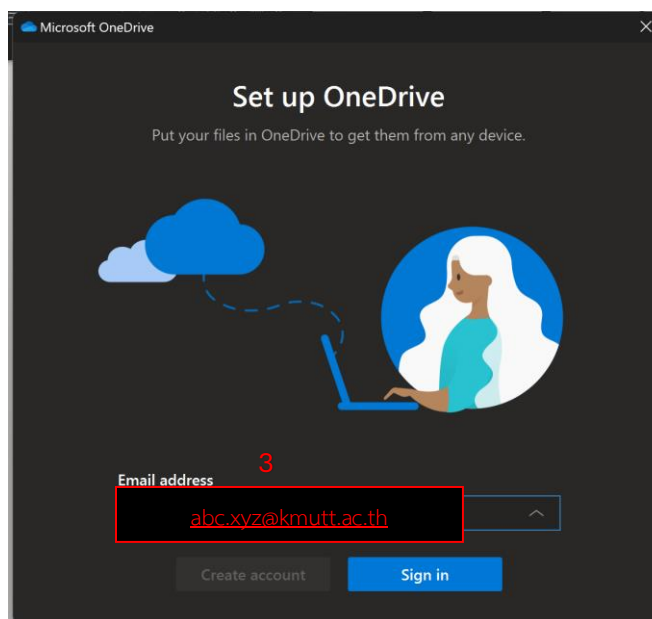 Microsoft OneDrive
Set up OneDrive
Put your files in OneDrive to get them from any device.
3
Email address
abc.xyz@kmutt.ac.th
Create account
Sign in